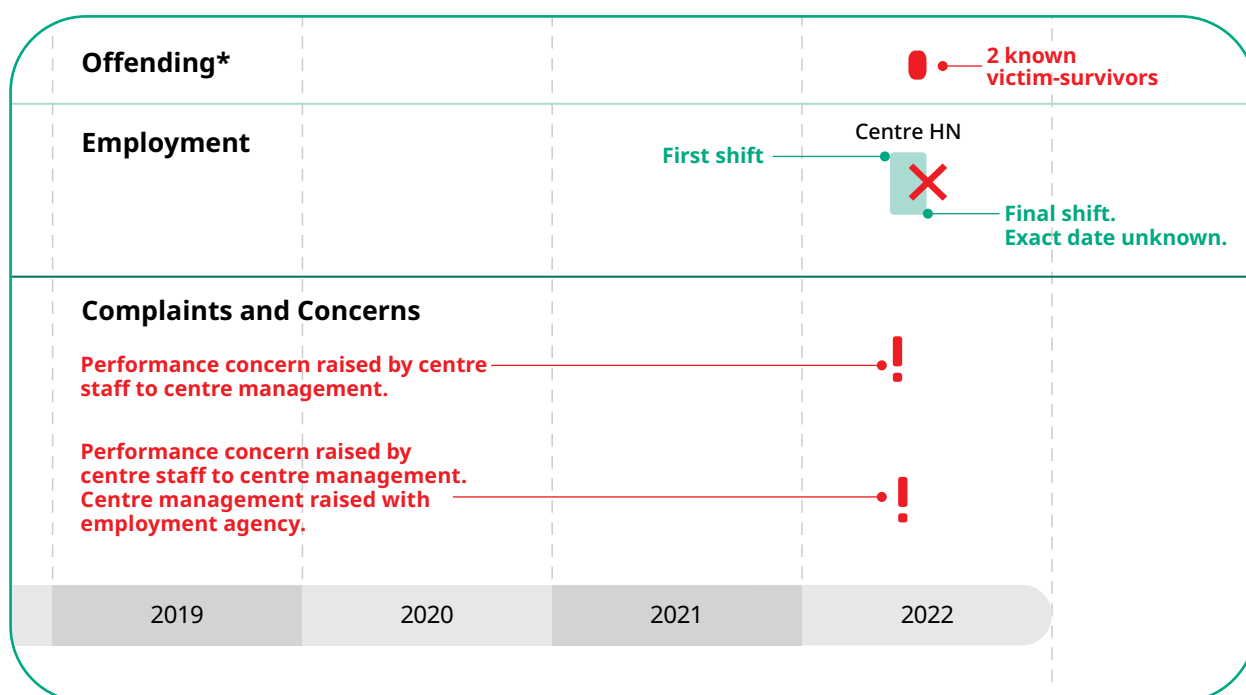 Offending*
2 known
victim-survivors
Employment
Centre HN
First shift
Final shift.
Exact date unknown.
Complaints and Concerns
Performance concern raised by centre
staff to centre management.
Performance concern raised by
centre staff to centre management.
Centre management raised with
employment agency.
2019
2020
2021
2022